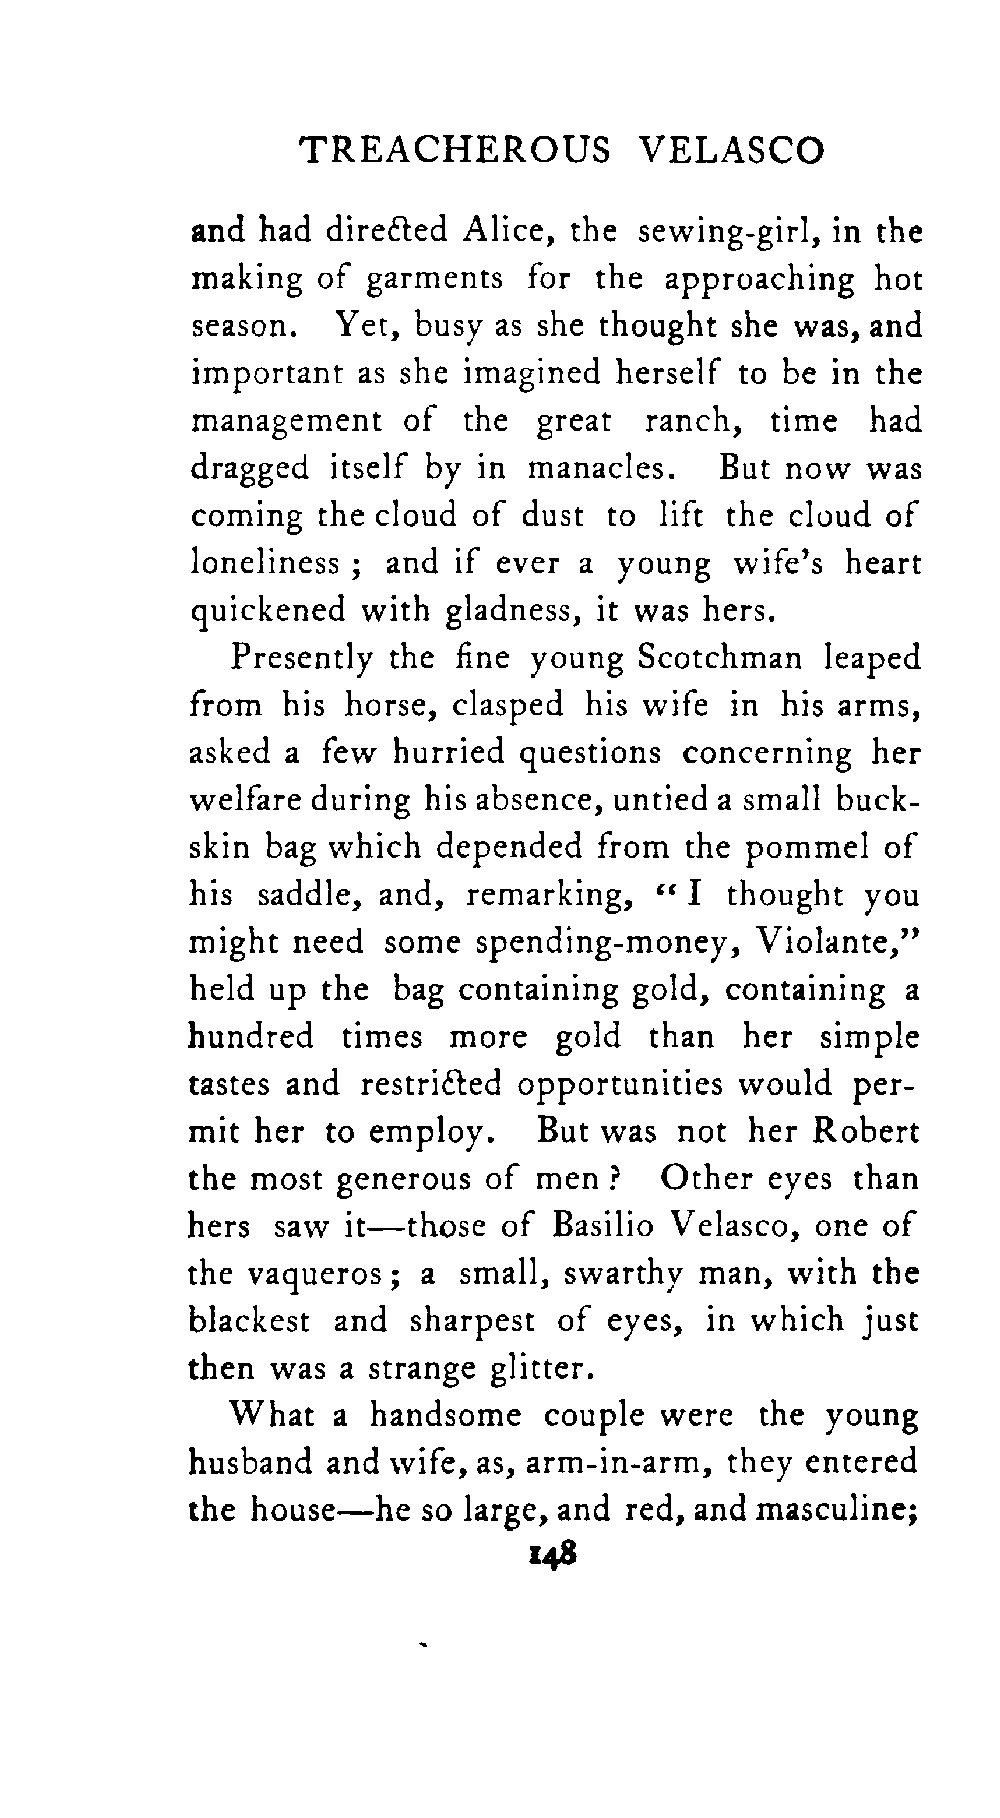 TREACHEROUS VELASCO
and had directed Alice, the sewing-girl, in the
making of garments for the approaching hot
season. Yet, busy as she thought she was, and
important as she imagined herself to be in the
management of the great ranch, time had
dragged itself by in manacles. But now was
coming the cloud of dust to lift the cloud of
loneliness ; and if ever a young wife's heart
quickened with gladness, it was hers.
Presently the fine young Scotchman leaped
from his horse, clasped his wife in his arms,
asked a few hurried questions concerning her
welfare during his absence, untied a small buck-
skin bag which depended from the pommel of
his saddle, and, remarking, “ I thought you
might need some spending-money, Violante,”
held up the bag containing gold, containing a
hundred times more gold than her simple
tastes and restricted opportunities would per-
mit her to employ. But was not her Robert
the most generous of men ? Other eyes than
hers saw it—those of Basilio Velasco, one of
the vaqueros ; a small, swarthy man, with the
blackest and sharpest of eyes, in which just
then was a strange glitter.
What a handsome couple were the young
husband and wife, as, arm-in-arm, they entered
the house—he so large, and red, and masculine;
148